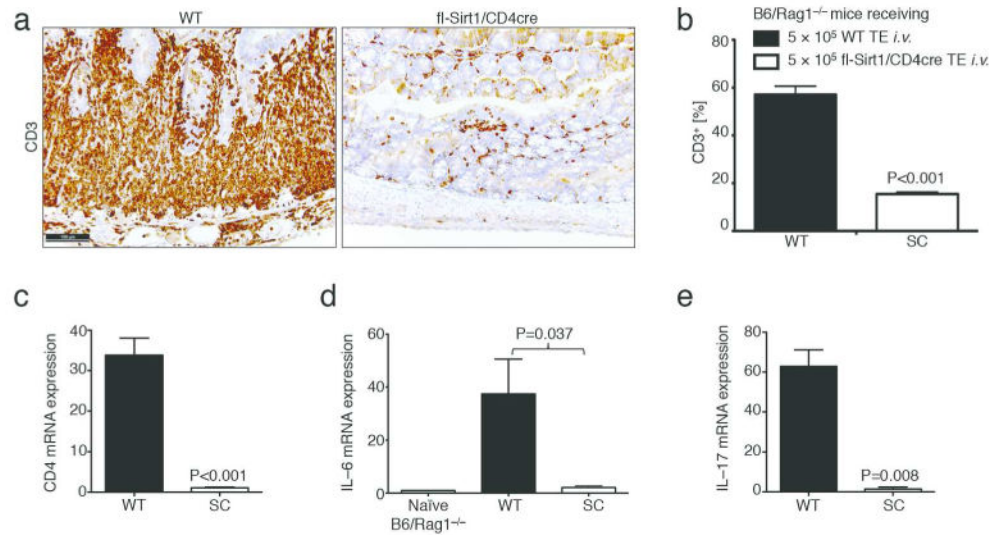 a
WT
fl-Sirt1/CD4cre
CD3
b
B6/Rag1⁻/⁻ mice receiving
5 × 10⁵ WT TE i.v.
5 × 10⁵ fl-Sirt1/CD4cre TE i.v.
CD3⁺ [%]
80
60
40
20
0
P<0.001
WT
SC
c
CD4 mRNA expression
40
30
20
10
0
P<0.001
WT
SC
d
IL–6 mRNA expression
60
40
20
0
P=0.037
Naïve
B6/Rag1⁻/⁻
WT
SC
e
IL–17 mRNA expression
80
60
40
20
0
P=0.008
WT
SC